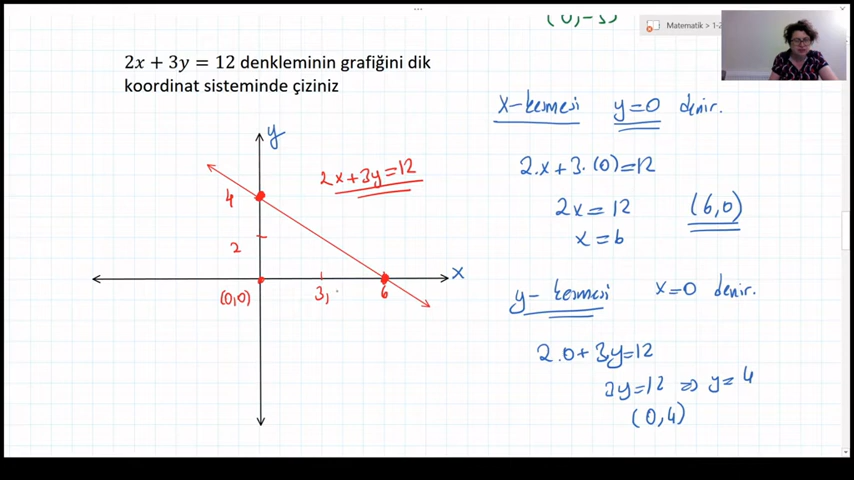 (0,-3)
Matematik > 1-2
2x + 3y = 12 denkleminin grafiğini dik
koordinat sisteminde çiziniz
y
2x+3y=12
4
2
x
(0,0)
3,
6
x-kesmesi y=0 denir.
2.x+3.(0)=12
2x=12 (6,0)
x=6
y-kesmesi x=0 denir.
2.0+3y=12
3y=12 ⇒ y=4
(0,4)